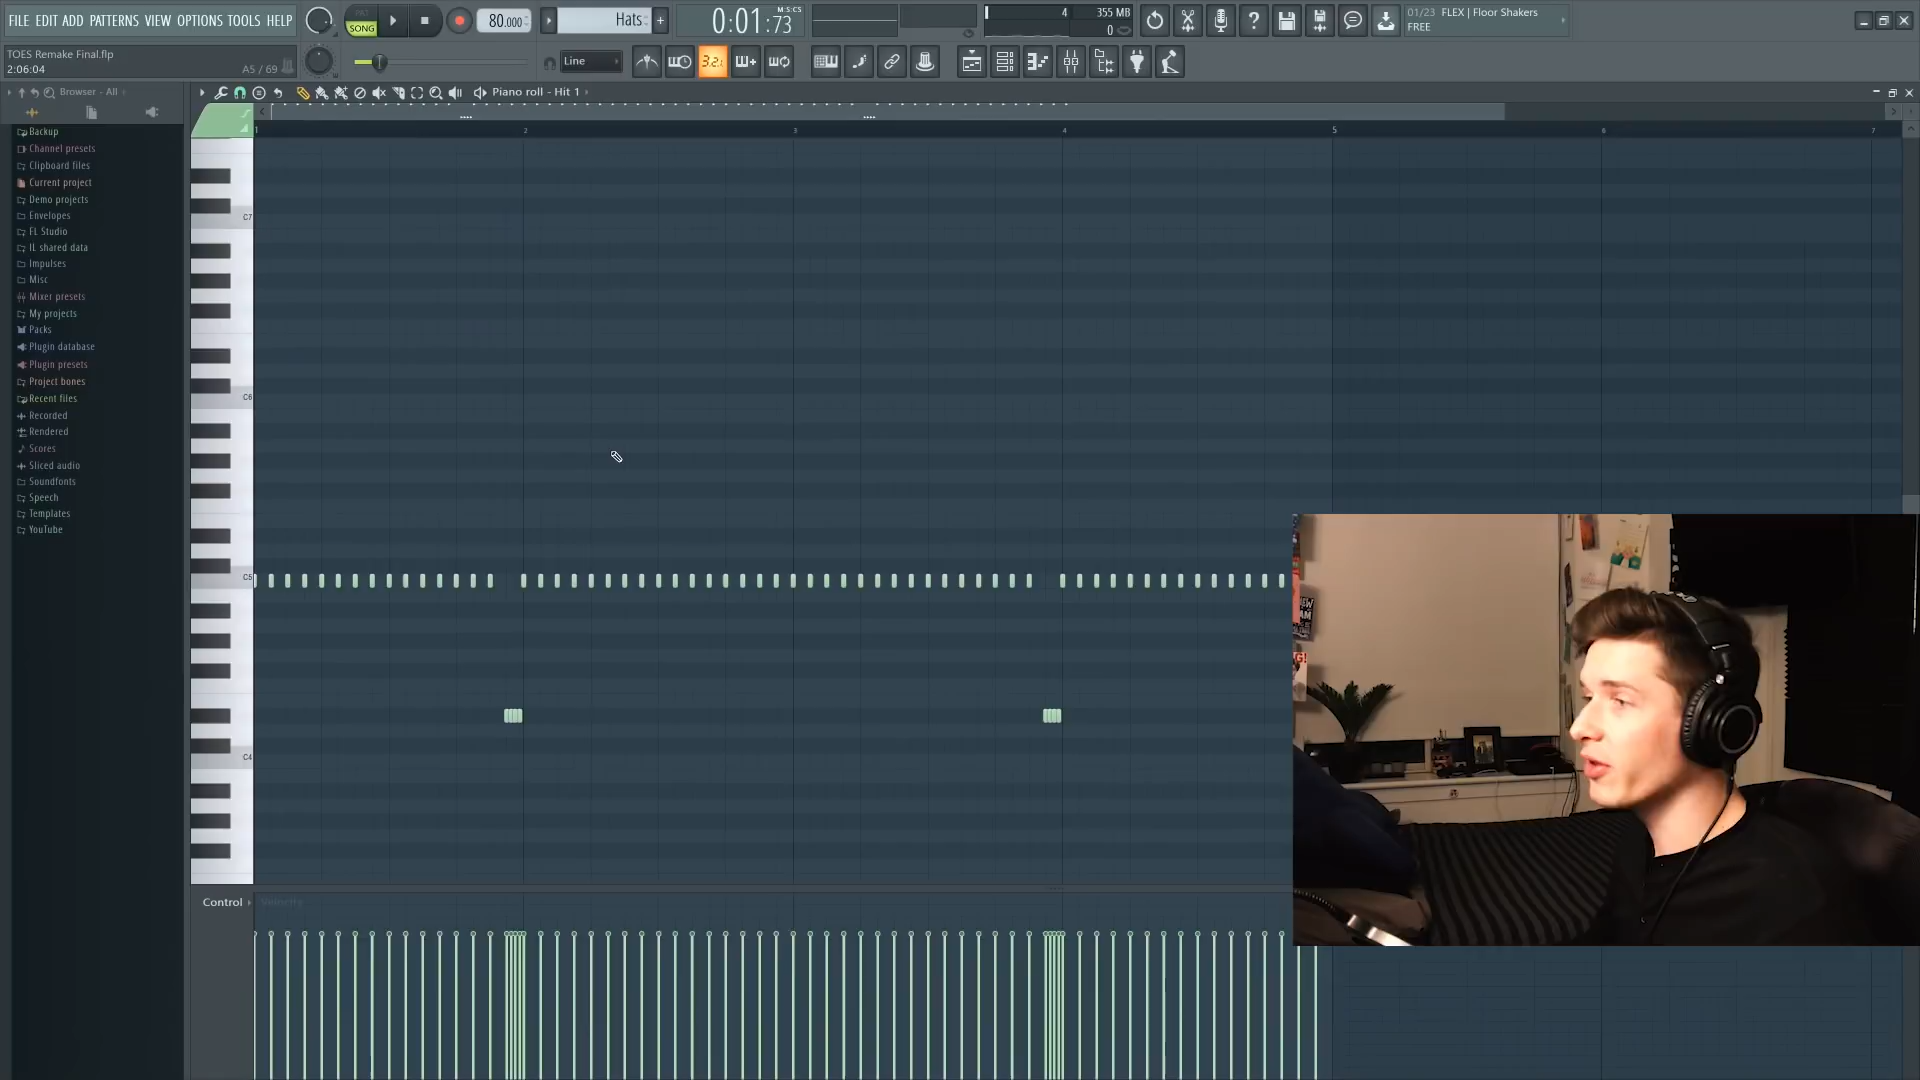 FILE EDIT ADD PATTERNS VIEW OPTIONS TOOLS HELP
PAT
SONG
80.000
Hats
0:01:73
M:S:CS
4
355 MB
0
01/23 FLEX | Floor Shakers
FREE
TOES Remake Final.flp
2:06:04
A5 / 69
Line
3.2.
Browser - All
Piano roll - Hit 1
1 2 3 4 5 6 7
Backup
Channel presets
Clipboard files
Current project
Demo projects
Envelopes
FL Studio
IL shared data
Impulses
Misc
Mixer presets
My projects
Packs
Plugin database
Plugin presets
Project bones
Recent files
Recorded
Rendered
Scores
Sliced audio
Soundfonts
Speech
Templates
YouTube
C7
C6
C5
C4
Control
Velocity